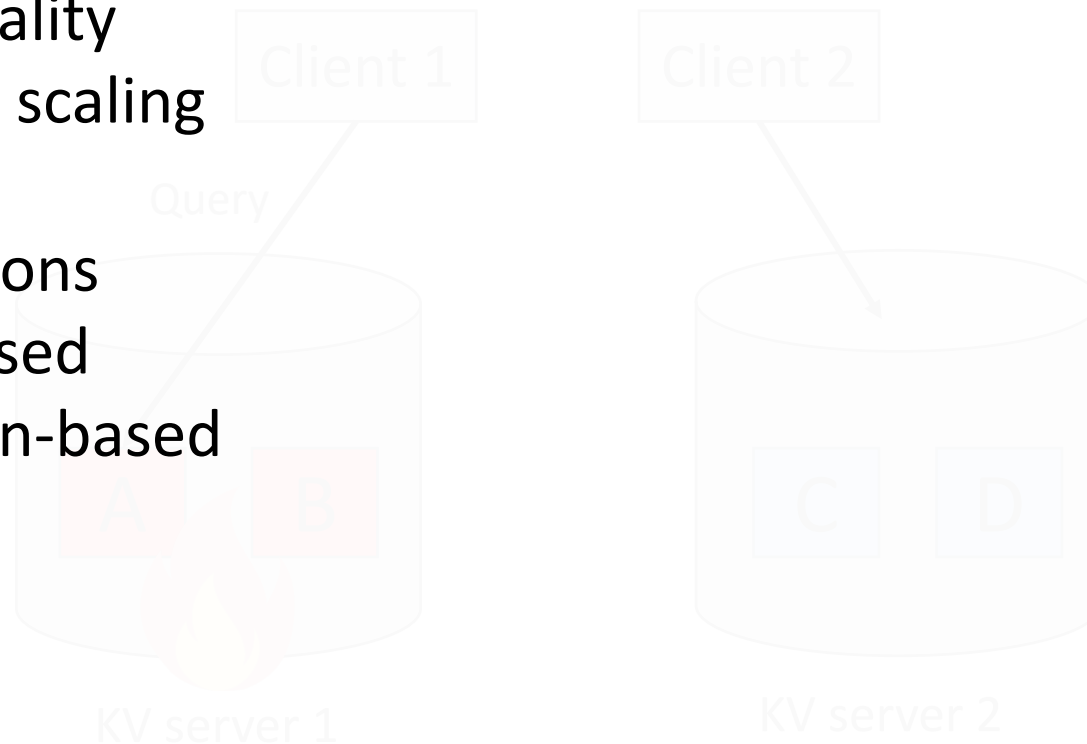 ality
scaling
ons
sed
n-based
Client 1
Client 2
Query
A
B
C
D
KV server 1
KV server 2